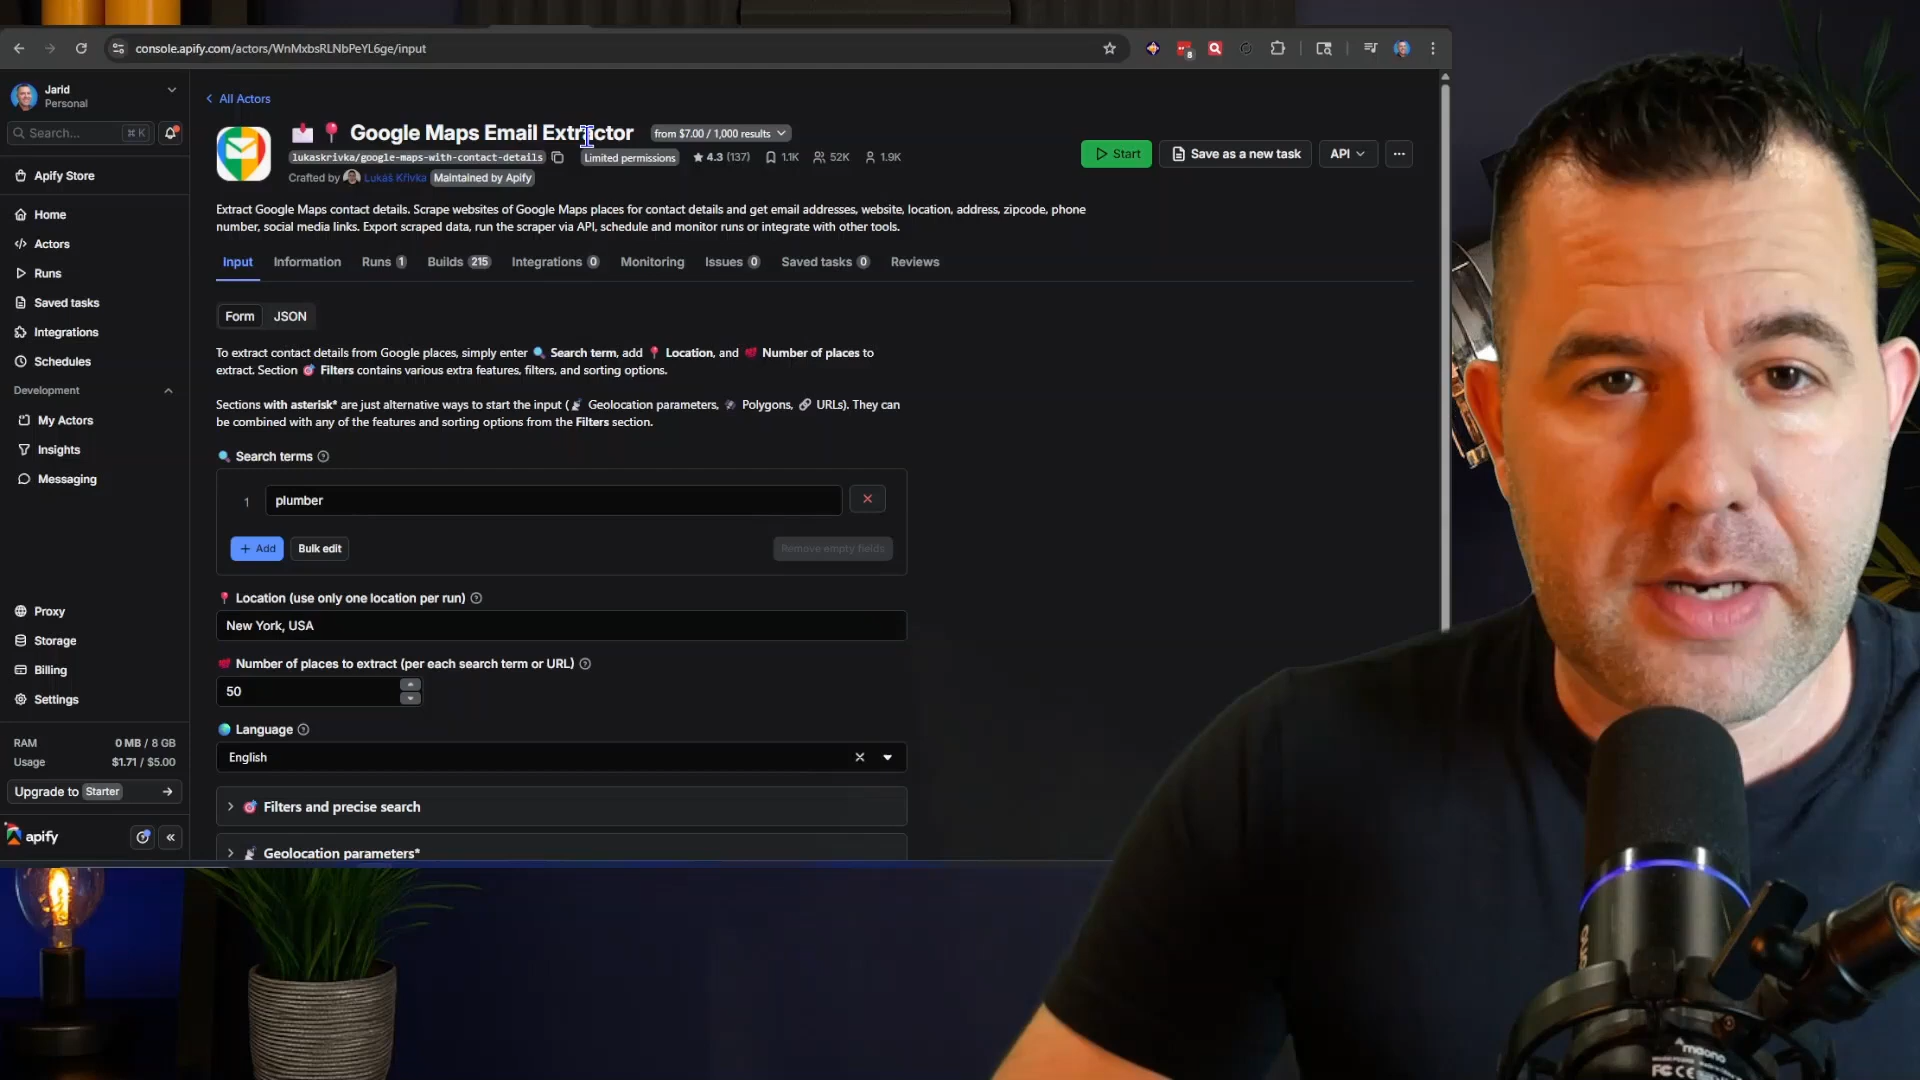 console.apify.com/actors/WnMxbsRLNbPeYL6ge/input
8
Jarid
Personal
Search...
⌘ K
Apify Store
Home
Actors
Runs
Saved tasks
Integrations
Schedules
Development
My Actors
Insights
Messaging
Proxy
Storage
Billing
Settings
RAM 0 MB / 8 GB
Usage $1.71 / $5.00
Upgrade to Starter
apify
All Actors
Google Maps Email Extractor from $7.00 / 1,000 results
lukaskrivka/google-maps-with-contact-details Limited permissions 4.3 (137) 1.1K 52K 1.9K
Crafted by Lukáš Křivka Maintained by Apify
Start
Save as a new task
API
Extract Google Maps contact details. Scrape websites of Google Maps places for contact details and get email addresses, website, location, address, zipcode, phone
number, social media links. Export scraped data, run the scraper via API, schedule and monitor runs or integrate with other tools.
Input Information Runs 1 Builds 215 Integrations 0 Monitoring Issues 0 Saved tasks 0 Reviews
Form JSON
To extract contact details from Google places, simply enter Search term, add Location, and Number of places to
extract. Section Filters contains various extra features, filters, and sorting options.
Sections with asterisk* are just alternative ways to start the input ( Geolocation parameters, Polygons, URLs). They can
be combined with any of the features and sorting options from the Filters section.
Search terms
1 plumber
+ Add Bulk edit Remove empty fields
Location (use only one location per run)
New York, USA
Number of places to extract (per each search term or URL)
50
Language
English
Filters and precise search
Geolocation parameters*
maono